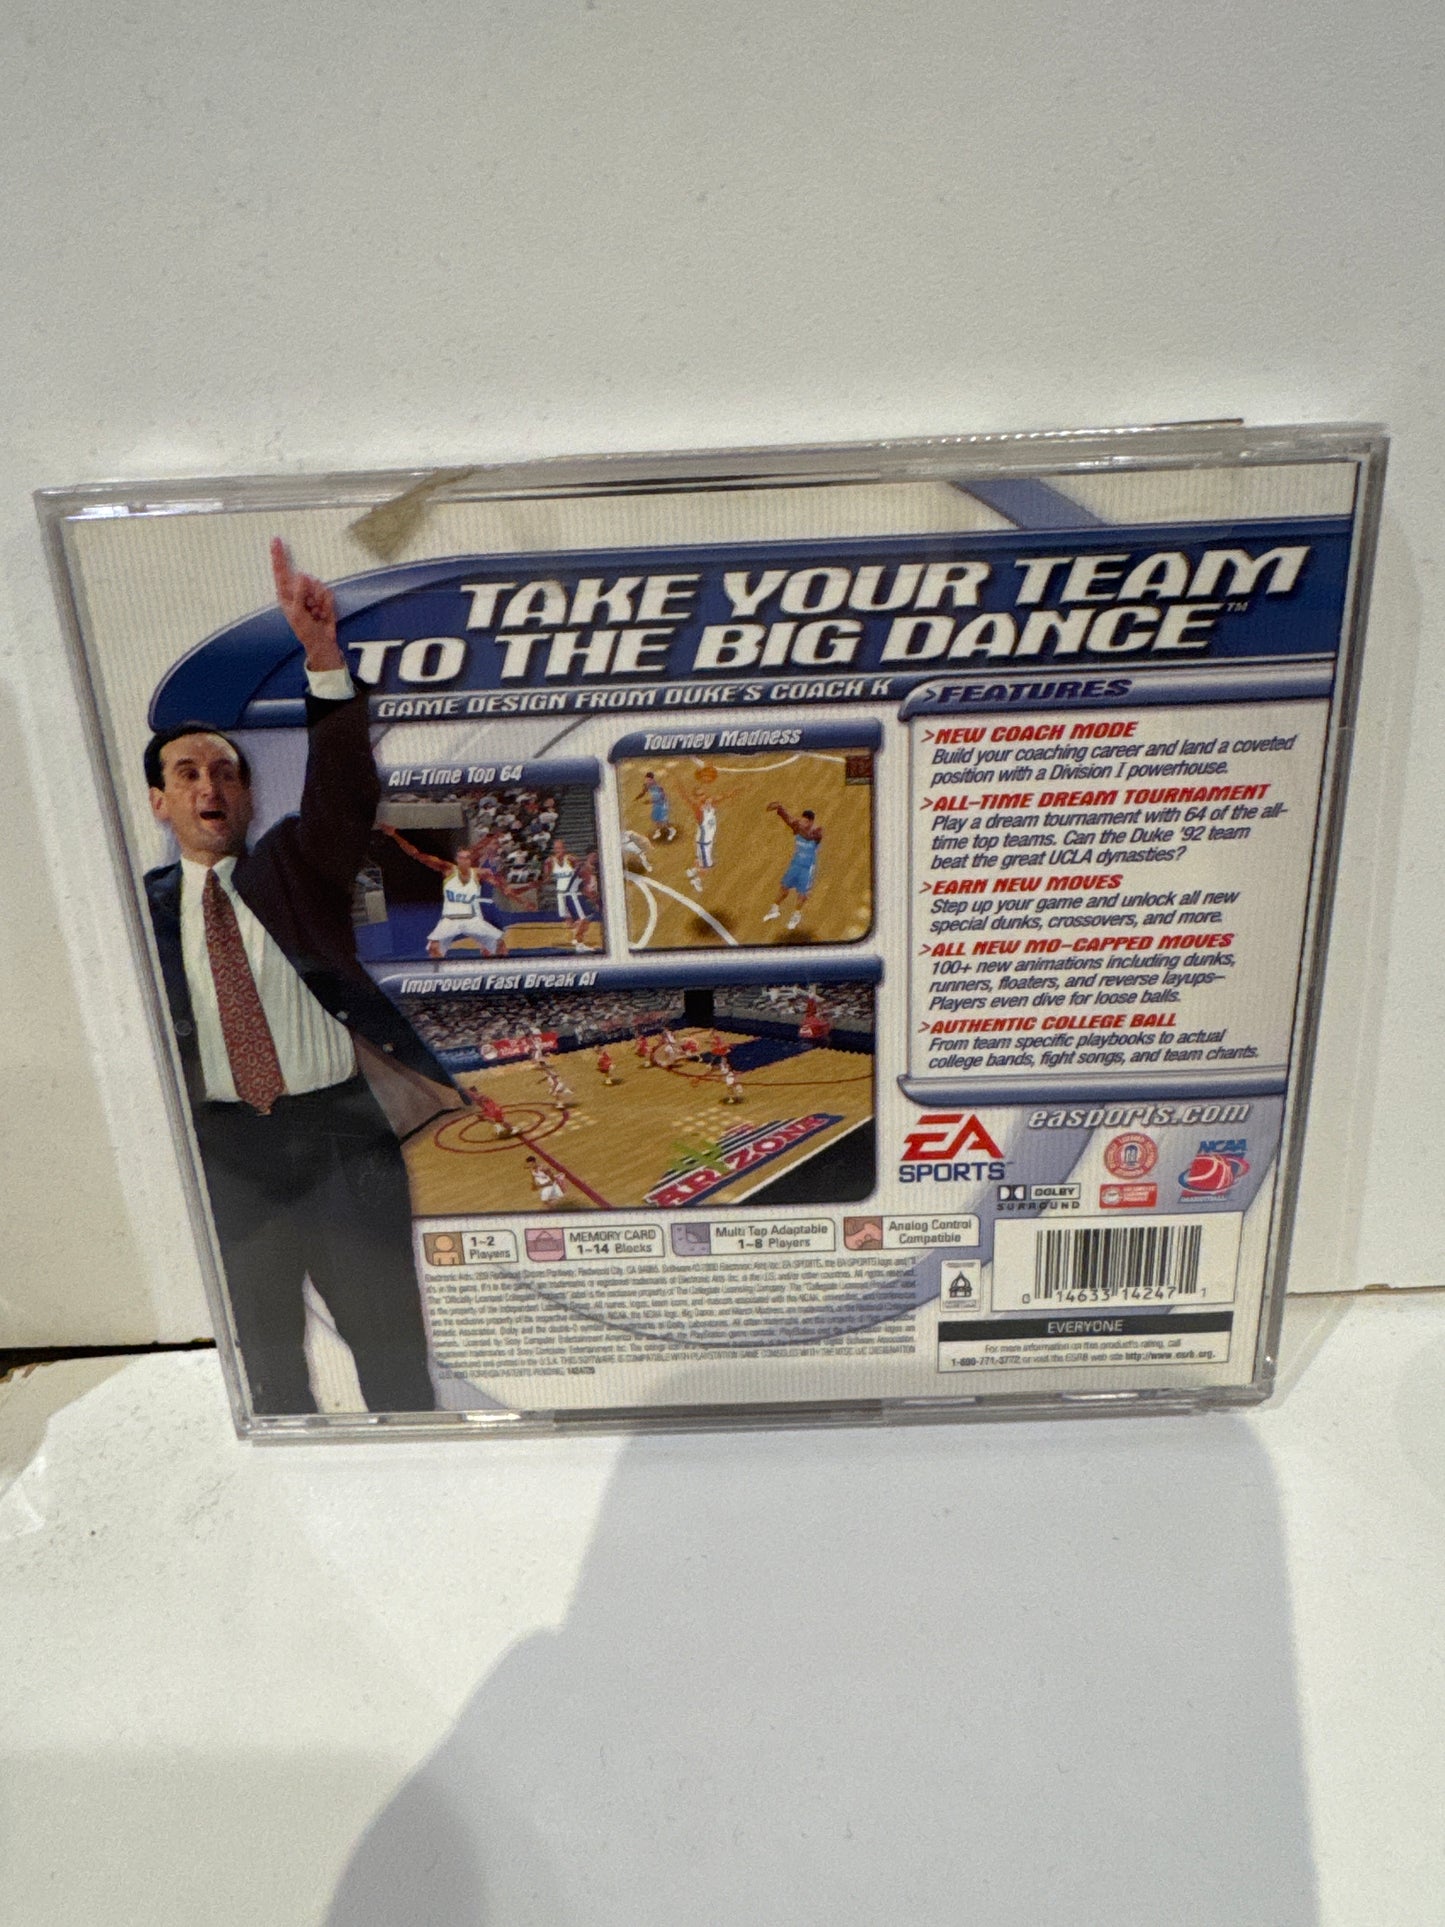 TAKE YOUR TEAM
TO THE BIG DANCE™
GAME DESIGN FROM DUKE'S COACH K
>FEATURES
All-Time Top 64
Tourney Madness
UCLA
Improved Fast Break AI
ARIZONA
>NEW COACH MODE
Build your coaching career and land a coveted
position with a Division I powerhouse.
>ALL-TIME DREAM TOURNAMENT
Play a dream tournament with 64 of the all-
time top teams. Can the Duke '92 team
beat the great UCLA dynasties?
>EARN NEW MOVES
Step up your game and unlock all new
special dunks, crossovers, and more.
>ALL NEW MO-CAPPED MOVES
100+ new animations including dunks,
runners, floaters, and reverse layups–
Players even dive for loose balls.
>AUTHENTIC COLLEGE BALL
From team specific playbooks to actual
college bands, fight songs, and team chants.
EA
SPORTS™
easports.com
DOLBY
SURROUND
NCAA
BASKETBALL
1-2
Players
MEMORY CARD
1-14 Blocks
Multi Tap Adaptable
1-8 Players
Analog Control
Compatible
0 14633 14247 1
EVERYONE
For more information on this product's rating, call
1-800-771-3772 or visit the ESRB web site http://www.esrb.org.